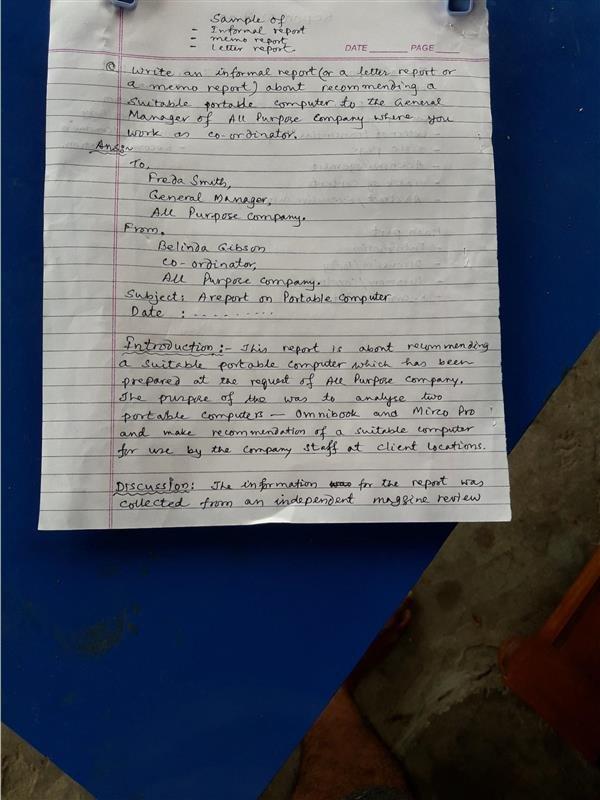 Sample of
- Informal report
- memo report
- letter report
DATE ______ PAGE ____
Q Write an informal report (or a letter report or
a memo report) about recommending a
suitable portable computer to the General
Manager of All Purpose Company where you
work as co-ordinator.
Ans:-
To,
Freda Smith,
General Manager,
All Purpose company.
From.
Belinda Gibson
co-ordinator,
All Purpose company.
Subject: A report on Portable computer
Date : ..........
Introduction:- This report is about recommending
a suitable portable computer which has been
prepared at the request of All Purpose company.
The purpose of the was to analyse two
portable computers - Omnibook and Mirco Pro
and make recommendation of a suitable computer
for use by the company staff at client locations.
Discussion: The information was for the report was
collected from an independent magzine review